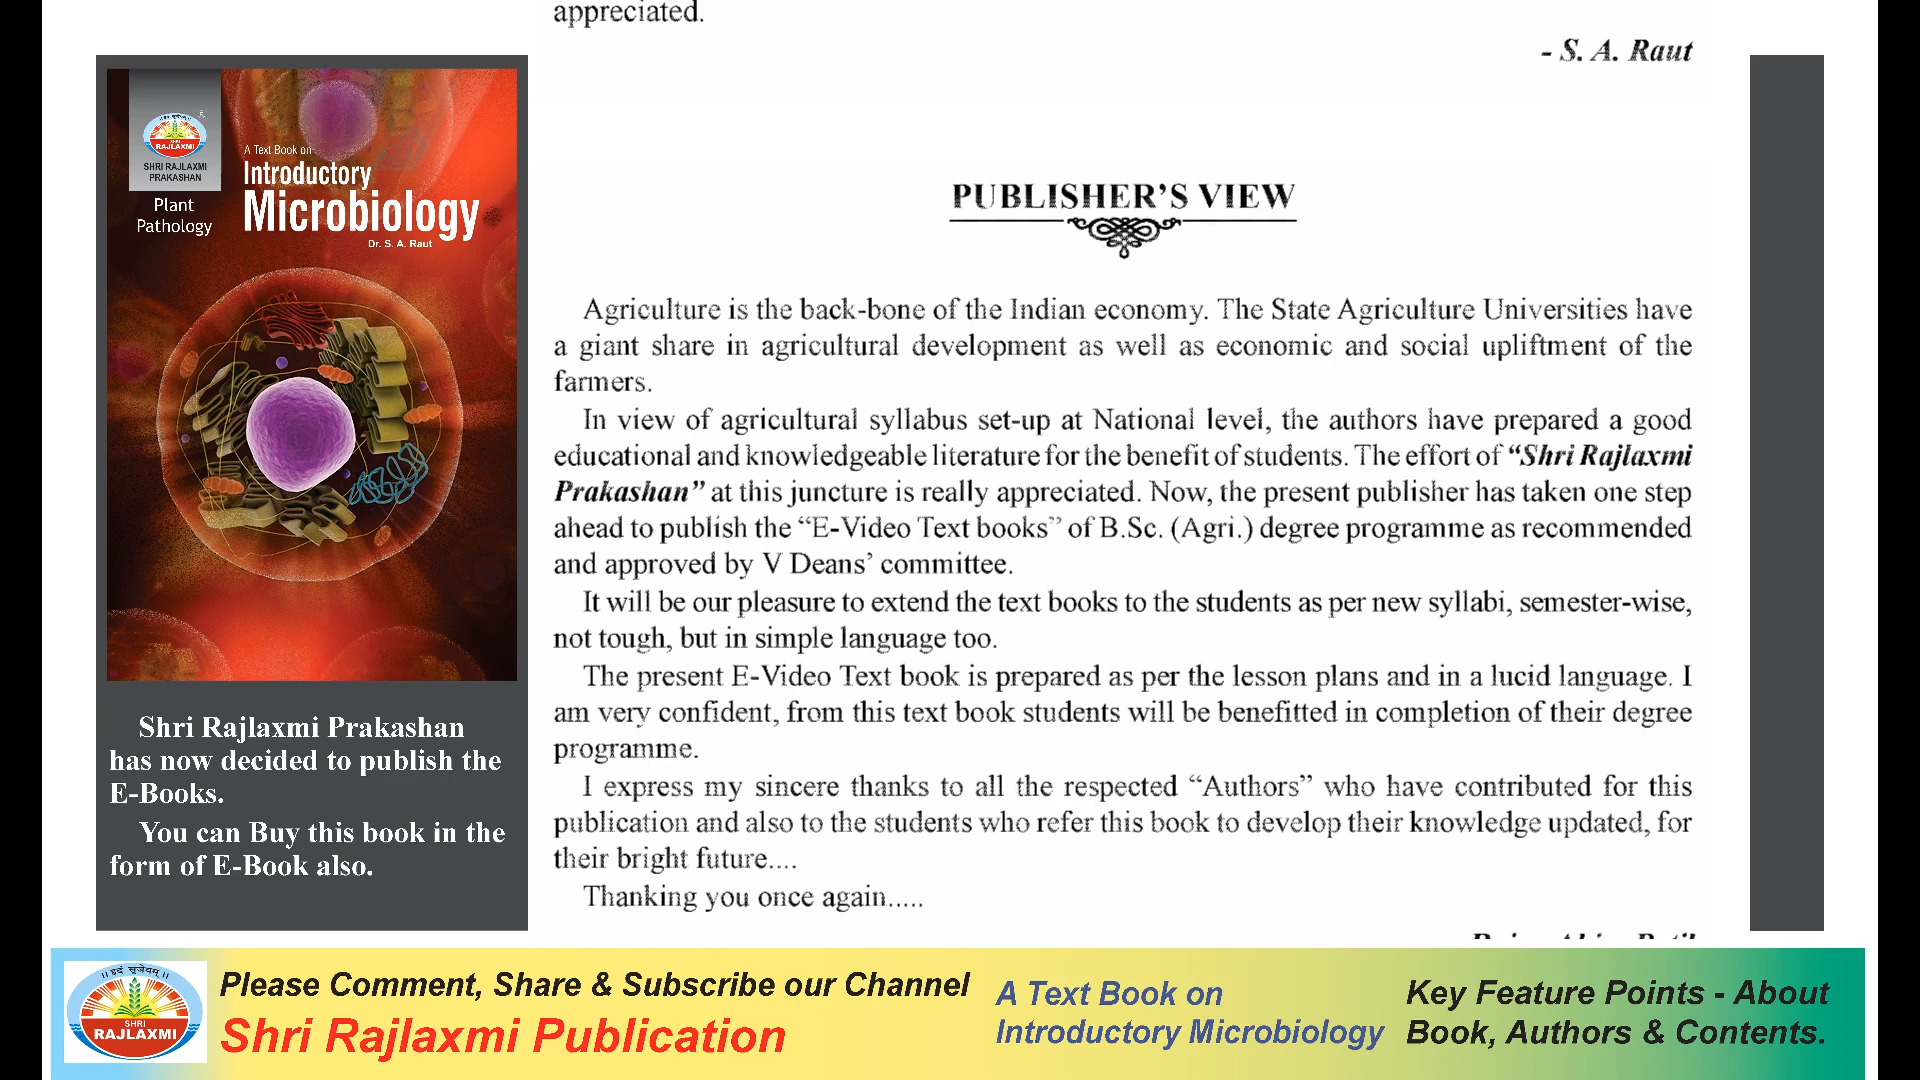 appreciated.
- S. A. Raut
SHRI
RAJLAXMI
SHRI RAJLAXMI
PRAKASHAN
Plant
Pathology
A Text Book on
Introductory
Microbiology
Dr. S. A. Raut
Shri Rajlaxmi Prakashan
has now decided to publish the
E-Books.
You can Buy this book in the
form of E-Book also.
PUBLISHER'S VIEW
Agriculture is the back-bone of the Indian economy. The State Agriculture Universities have
a giant share in agricultural development as well as economic and social upliftment of the
farmers.
In view of agricultural syllabus set-up at National level, the authors have prepared a good
educational and knowledgeable literature for the benefit of students. The effort of “Shri Rajlaxmi
Prakashan” at this juncture is really appreciated. Now, the present publisher has taken one step
ahead to publish the “E-Video Text books” of B.Sc. (Agri.) degree programme as recommended
and approved by V Deans’ committee.
It will be our pleasure to extend the text books to the students as per new syllabi, semester-wise,
not tough, but in simple language too.
The present E-Video Text book is prepared as per the lesson plans and in a lucid language. I
am very confident, from this text book students will be benefitted in completion of their degree
programme.
I express my sincere thanks to all the respected “Authors” who have contributed for this
publication and also to the students who refer this book to develop their knowledge updated, for
their bright future....
Thanking you once again.....
।। इदं सृजेयम् ।।
SHRI
RAJLAXMI
Please Comment, Share & Subscribe our Channel
Shri Rajlaxmi Publication
A Text Book on
Introductory Microbiology
Key Feature Points - About
Book, Authors & Contents.